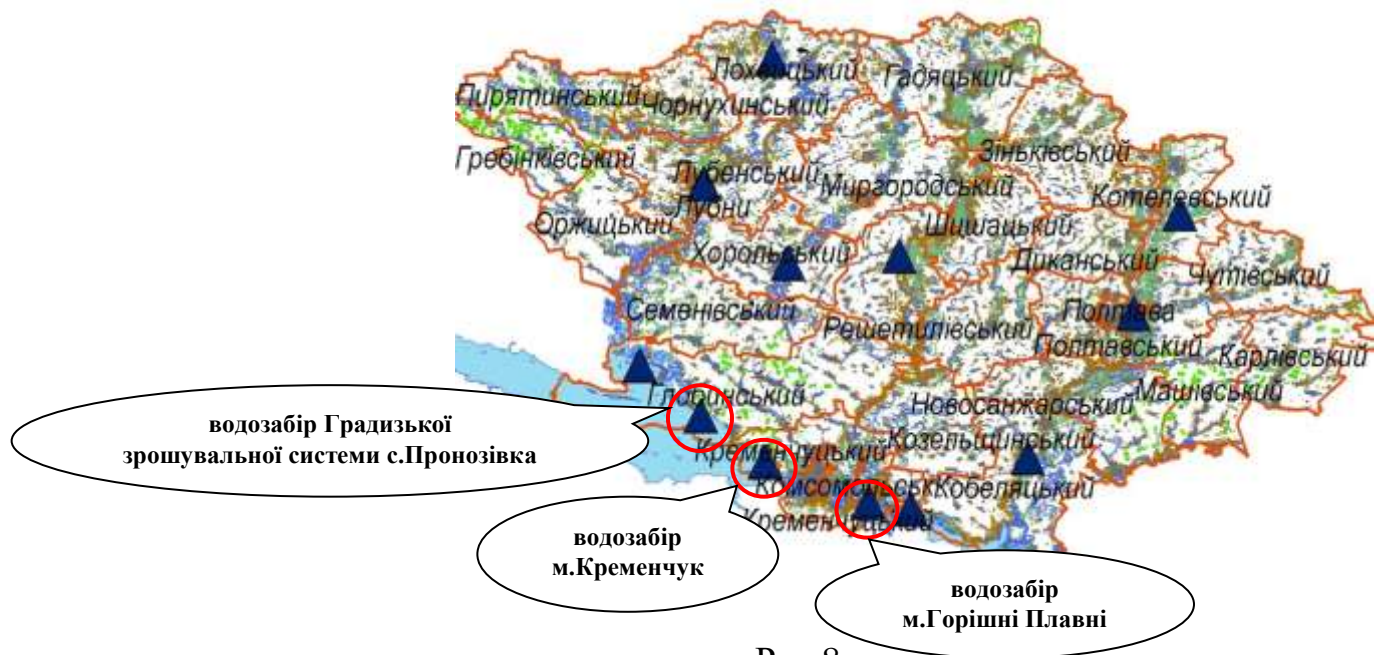 Лохвицький
Гадяцький
Пирятинський
Чорнухинський
Гребінківський
Зіньківський
Лубенський
Миргородський
Котелевський
Лубни
Оржицький
Шишацький
Хорольський
Диканський
Чутівський
Семенівський
Полтава
Решетилівський
Полтавський
Карлівський
Машівський
Глобинський
Новосанжарський
Козельщинський
Кременчуцький
Комсомольськ
Кобеляцький
Кременчуцький
водозабір Градизької
зрошувальної системи с.Пронозівка
водозабір
м.Кременчук
водозабір
м.Горішні Плавні